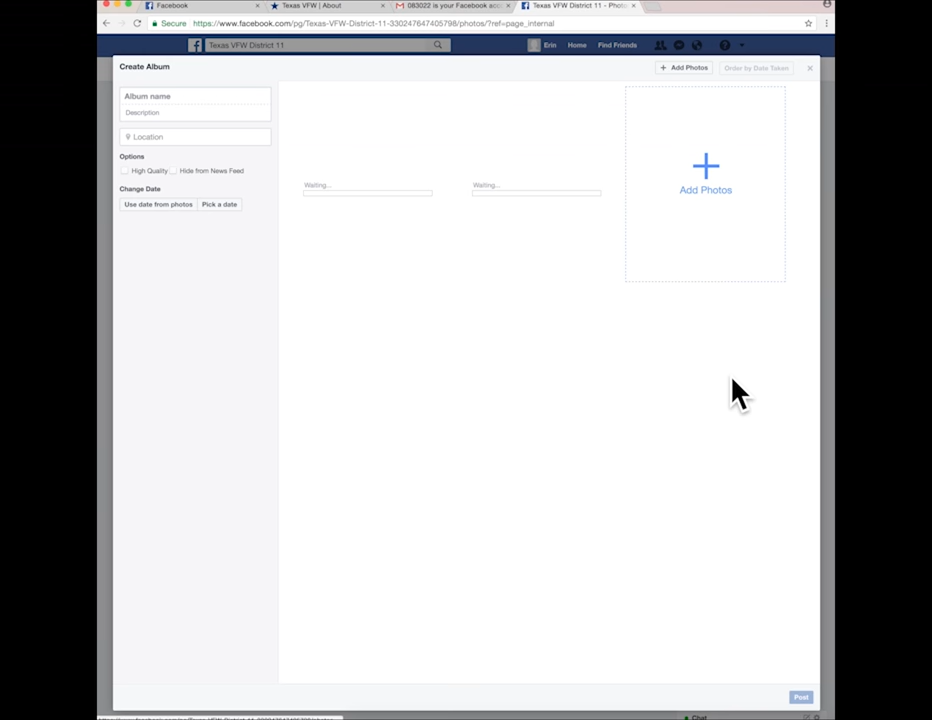 Facebook
Texas VFW | About
083022 is your Facebook acc
Texas VFW District 11 - Photo
Secure https://www.facebook.com/pg/Texas-VFW-District-11-330247647405798/photos/?ref=page_internal
Texas VFW District 11
Erin Home Find Friends
Create Album
+ Add Photos
Order by Date Taken
Album name
Description
Location
Options
High Quality Hide from News Feed
Change Date
Use date from photos Pick a date
Waiting...
Waiting...
Add Photos
Post
Chat